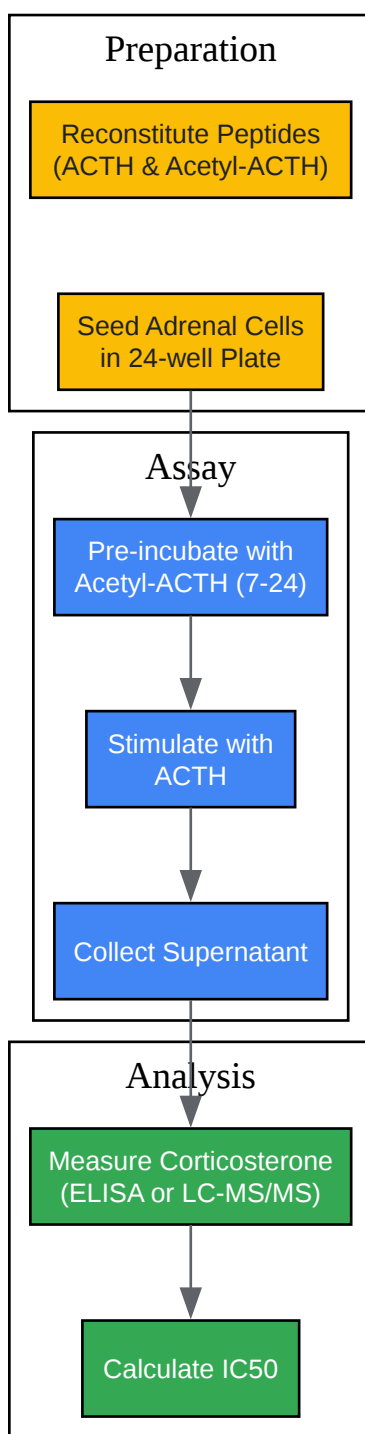 Preparation
Reconstitute Peptides
(ACTH & Acetyl-ACTH)
Seed Adrenal Cells
in 24-well Plate
Assay
Pre-incubate with
Acetyl-ACTH (7-24)
Stimulate with
ACTH
Collect Supernatant
Analysis
Measure Corticosterone
(ELISA or LC-MS/MS)
Calculate IC50